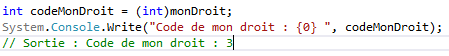 int codeMonDroit = (int)monDroit;
System.Console.Write("Code de mon droit : {0} ", codeMonDroit);
// Sortie : Code de mon droit : 3